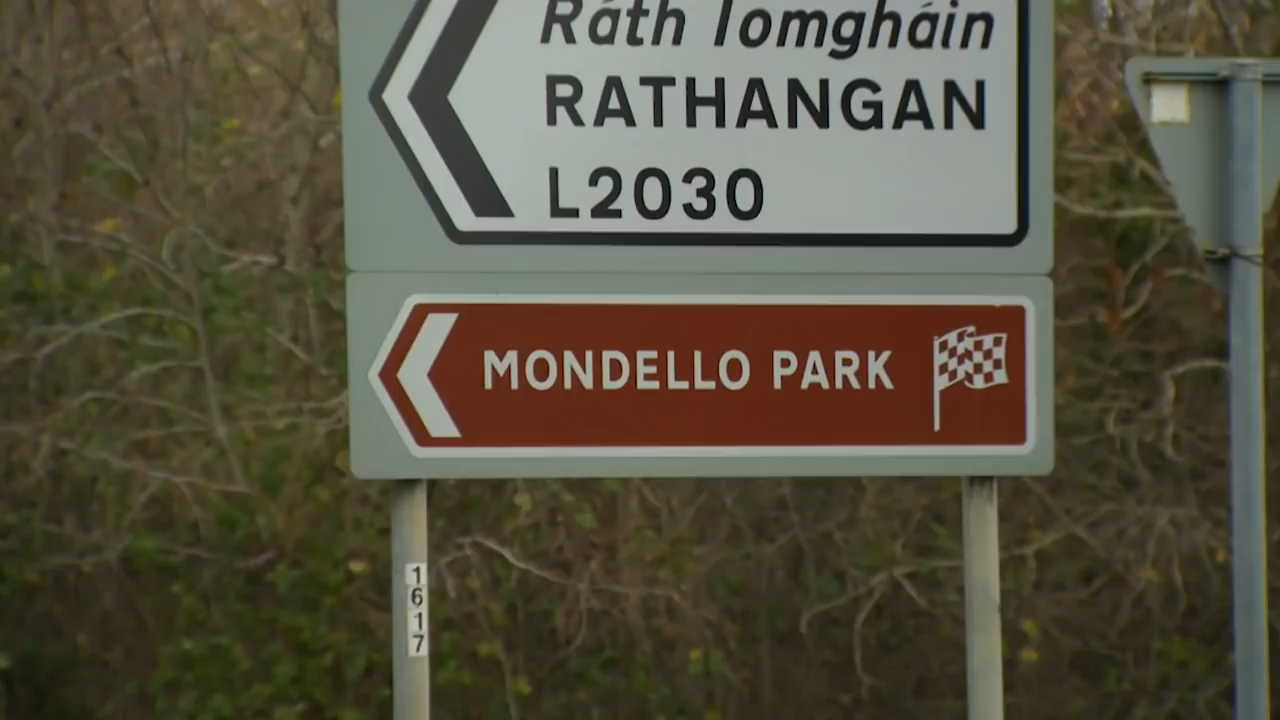 Ráth Iomgháin
RATHANGAN
L2030
MONDELLO PARK
1
6
1
7